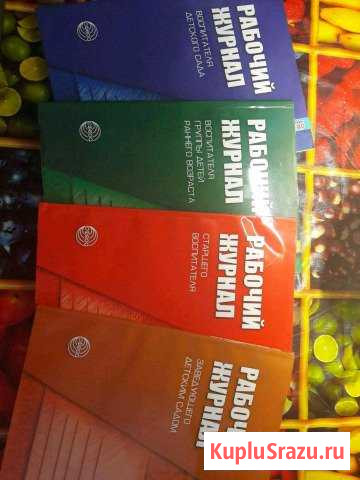 РАБОЧИЙ
ЖУРНАЛ
ВОСПИТАТЕЛЯ
ДЕТСКОГО САДА
РАБОЧИЙ
ЖУРНАЛ
ВОСПИТАТЕЛЯ
ГРУППЫ ДЕТЕЙ
РАННЕГО ВОЗРАСТА
РАБОЧИЙ
ЖУРНАЛ
СТАРШЕГО
ВОСПИТАТЕЛЯ
РАБОЧИЙ
ЖУРНАЛ
ЗАВЕДУЮЩЕГО
ДЕТСКИМ САДОМ
KupluSrazu.ru